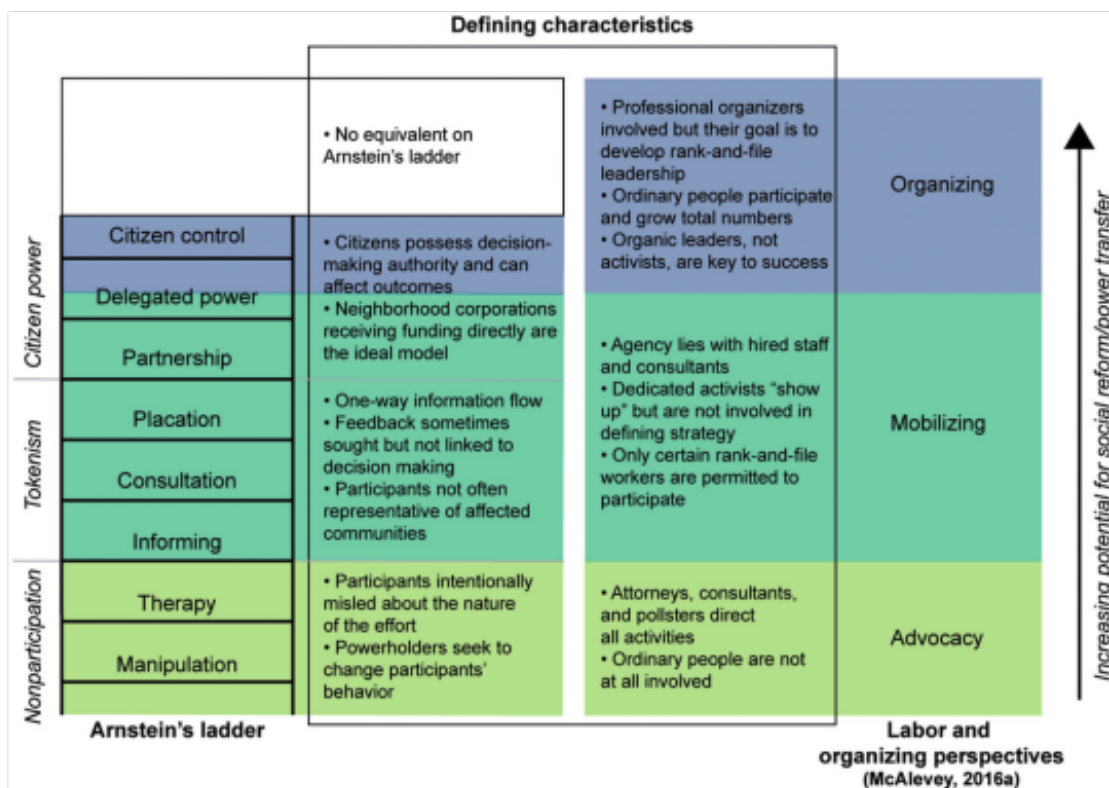 Defining characteristics
Citizen power
Tokenism
Nonparticipation
Citizen control
Delegated power
Partnership
Placation
Consultation
Informing
Therapy
Manipulation
Arnstein's ladder
• No equivalent on
Arnstein's ladder
• Citizens possess decision-
making authority and can
affect outcomes
• Neighborhood corporations
receiving funding directly are
the ideal model
• One-way information flow
• Feedback sometimes
sought but not linked to
decision making
• Participants not often
representative of affected
communities
• Participants intentionally
misled about the nature
of the effort
• Powerholders seek to
change participants'
behavior
• Professional organizers
involved but their goal is to
develop rank-and-file
leadership
• Ordinary people participate
and grow total numbers
• Organic leaders, not
activists, are key to success
• Agency lies with hired staff
and consultants
• Dedicated activists “show
up” but are not involved in
defining strategy
• Only certain rank-and-file
workers are permitted to
participate
• Attorneys, consultants,
and pollsters direct
all activities
• Ordinary people are not
at all involved
Organizing
Mobilizing
Advocacy
Labor and
organizing perspectives
(McAlevey, 2016a)
Increasing potential for social reform/power transfer